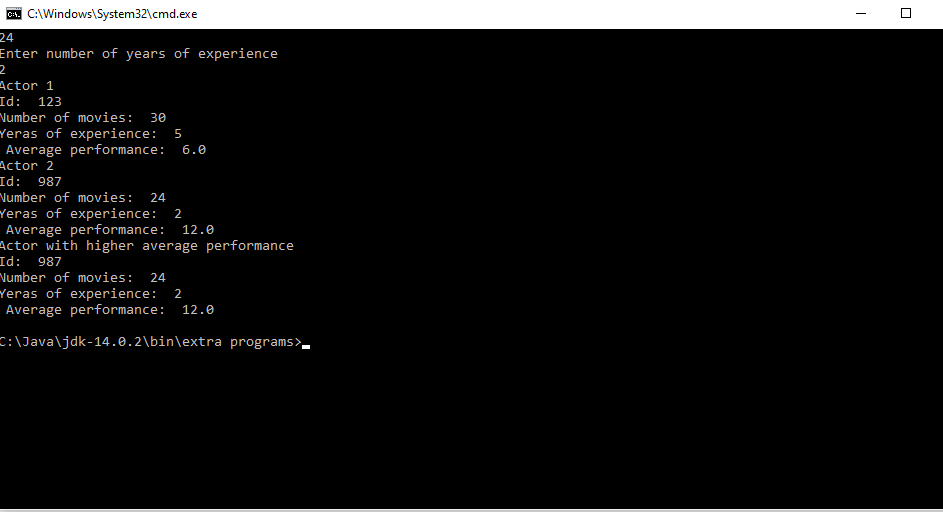 C:\Windows\System32\cmd.exe
24
Enter number of years of experience
2
Actor 1
Id:  123
Number of movies:  30
Yeras of experience:  5
 Average performance:  6.0
Actor 2
Id:  987
Number of movies:  24
Yeras of experience:  2
 Average performance:  12.0
Actor with higher average performance
Id:  987
Number of movies:  24
Yeras of experience:  2
 Average performance:  12.0
C:\Java\jdk-14.0.2\bin\extra programs>